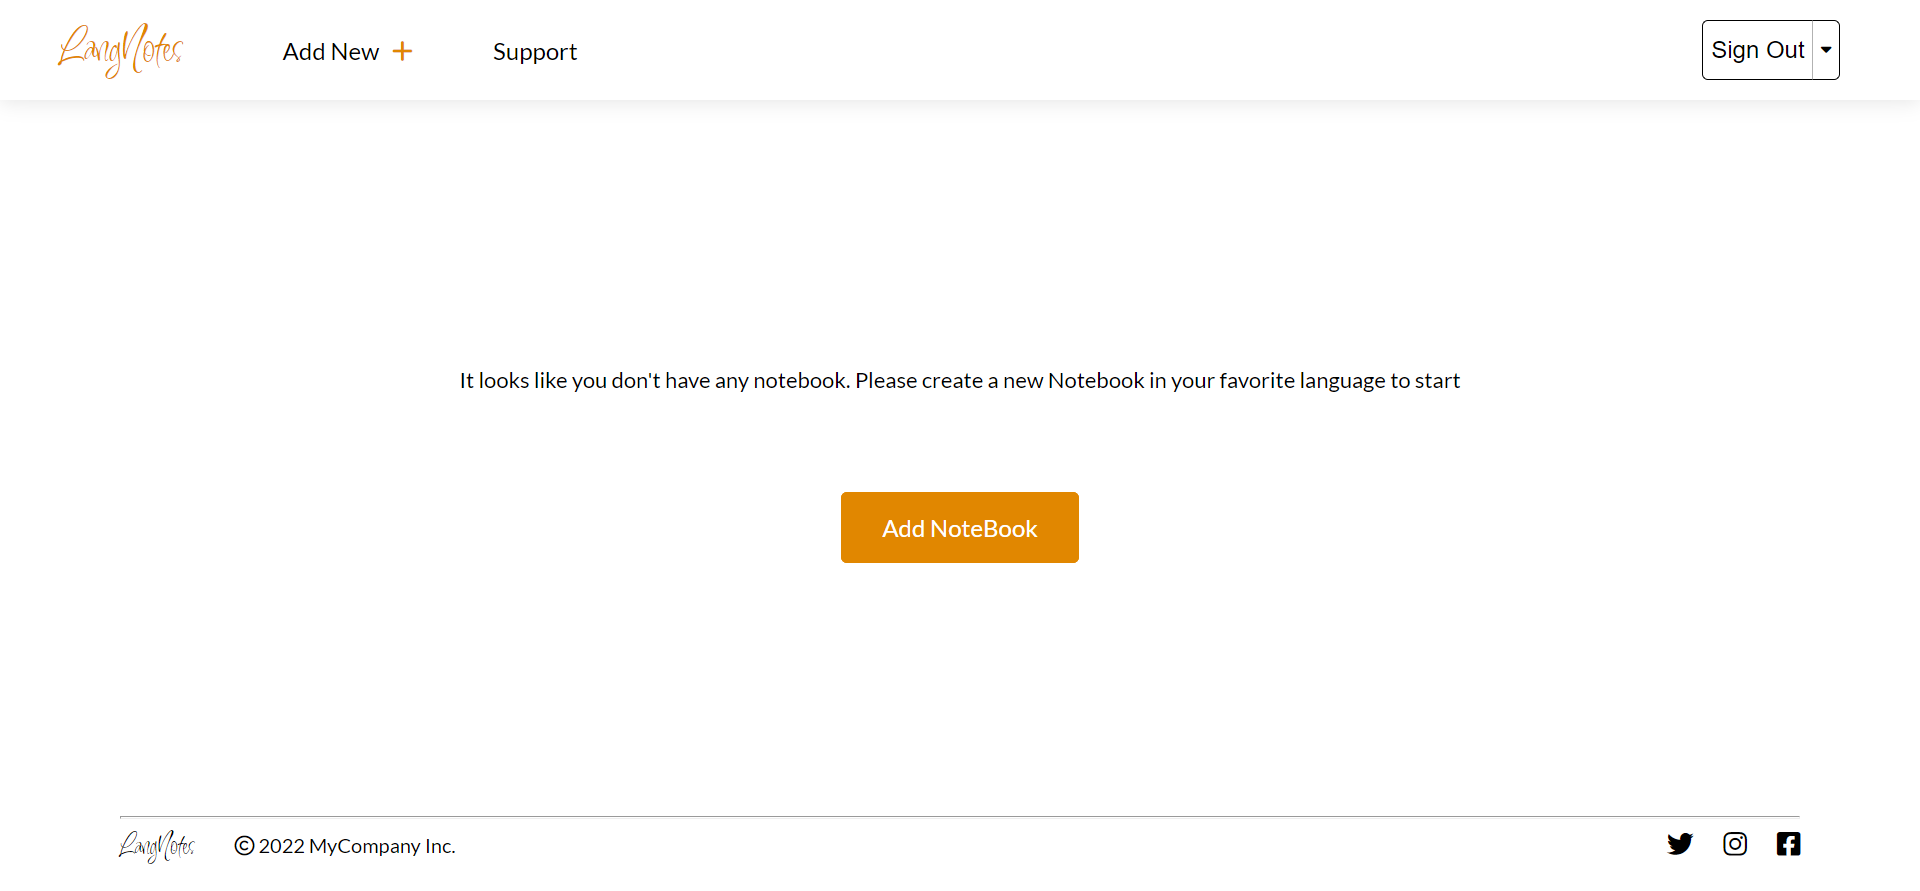 LangNotes
Add New +
Support
Sign Out
It looks like you don't have any notebook. Please create a new Notebook in your favorite language to start
Add NoteBook
LangNotes
© 2022 MyCompany Inc.